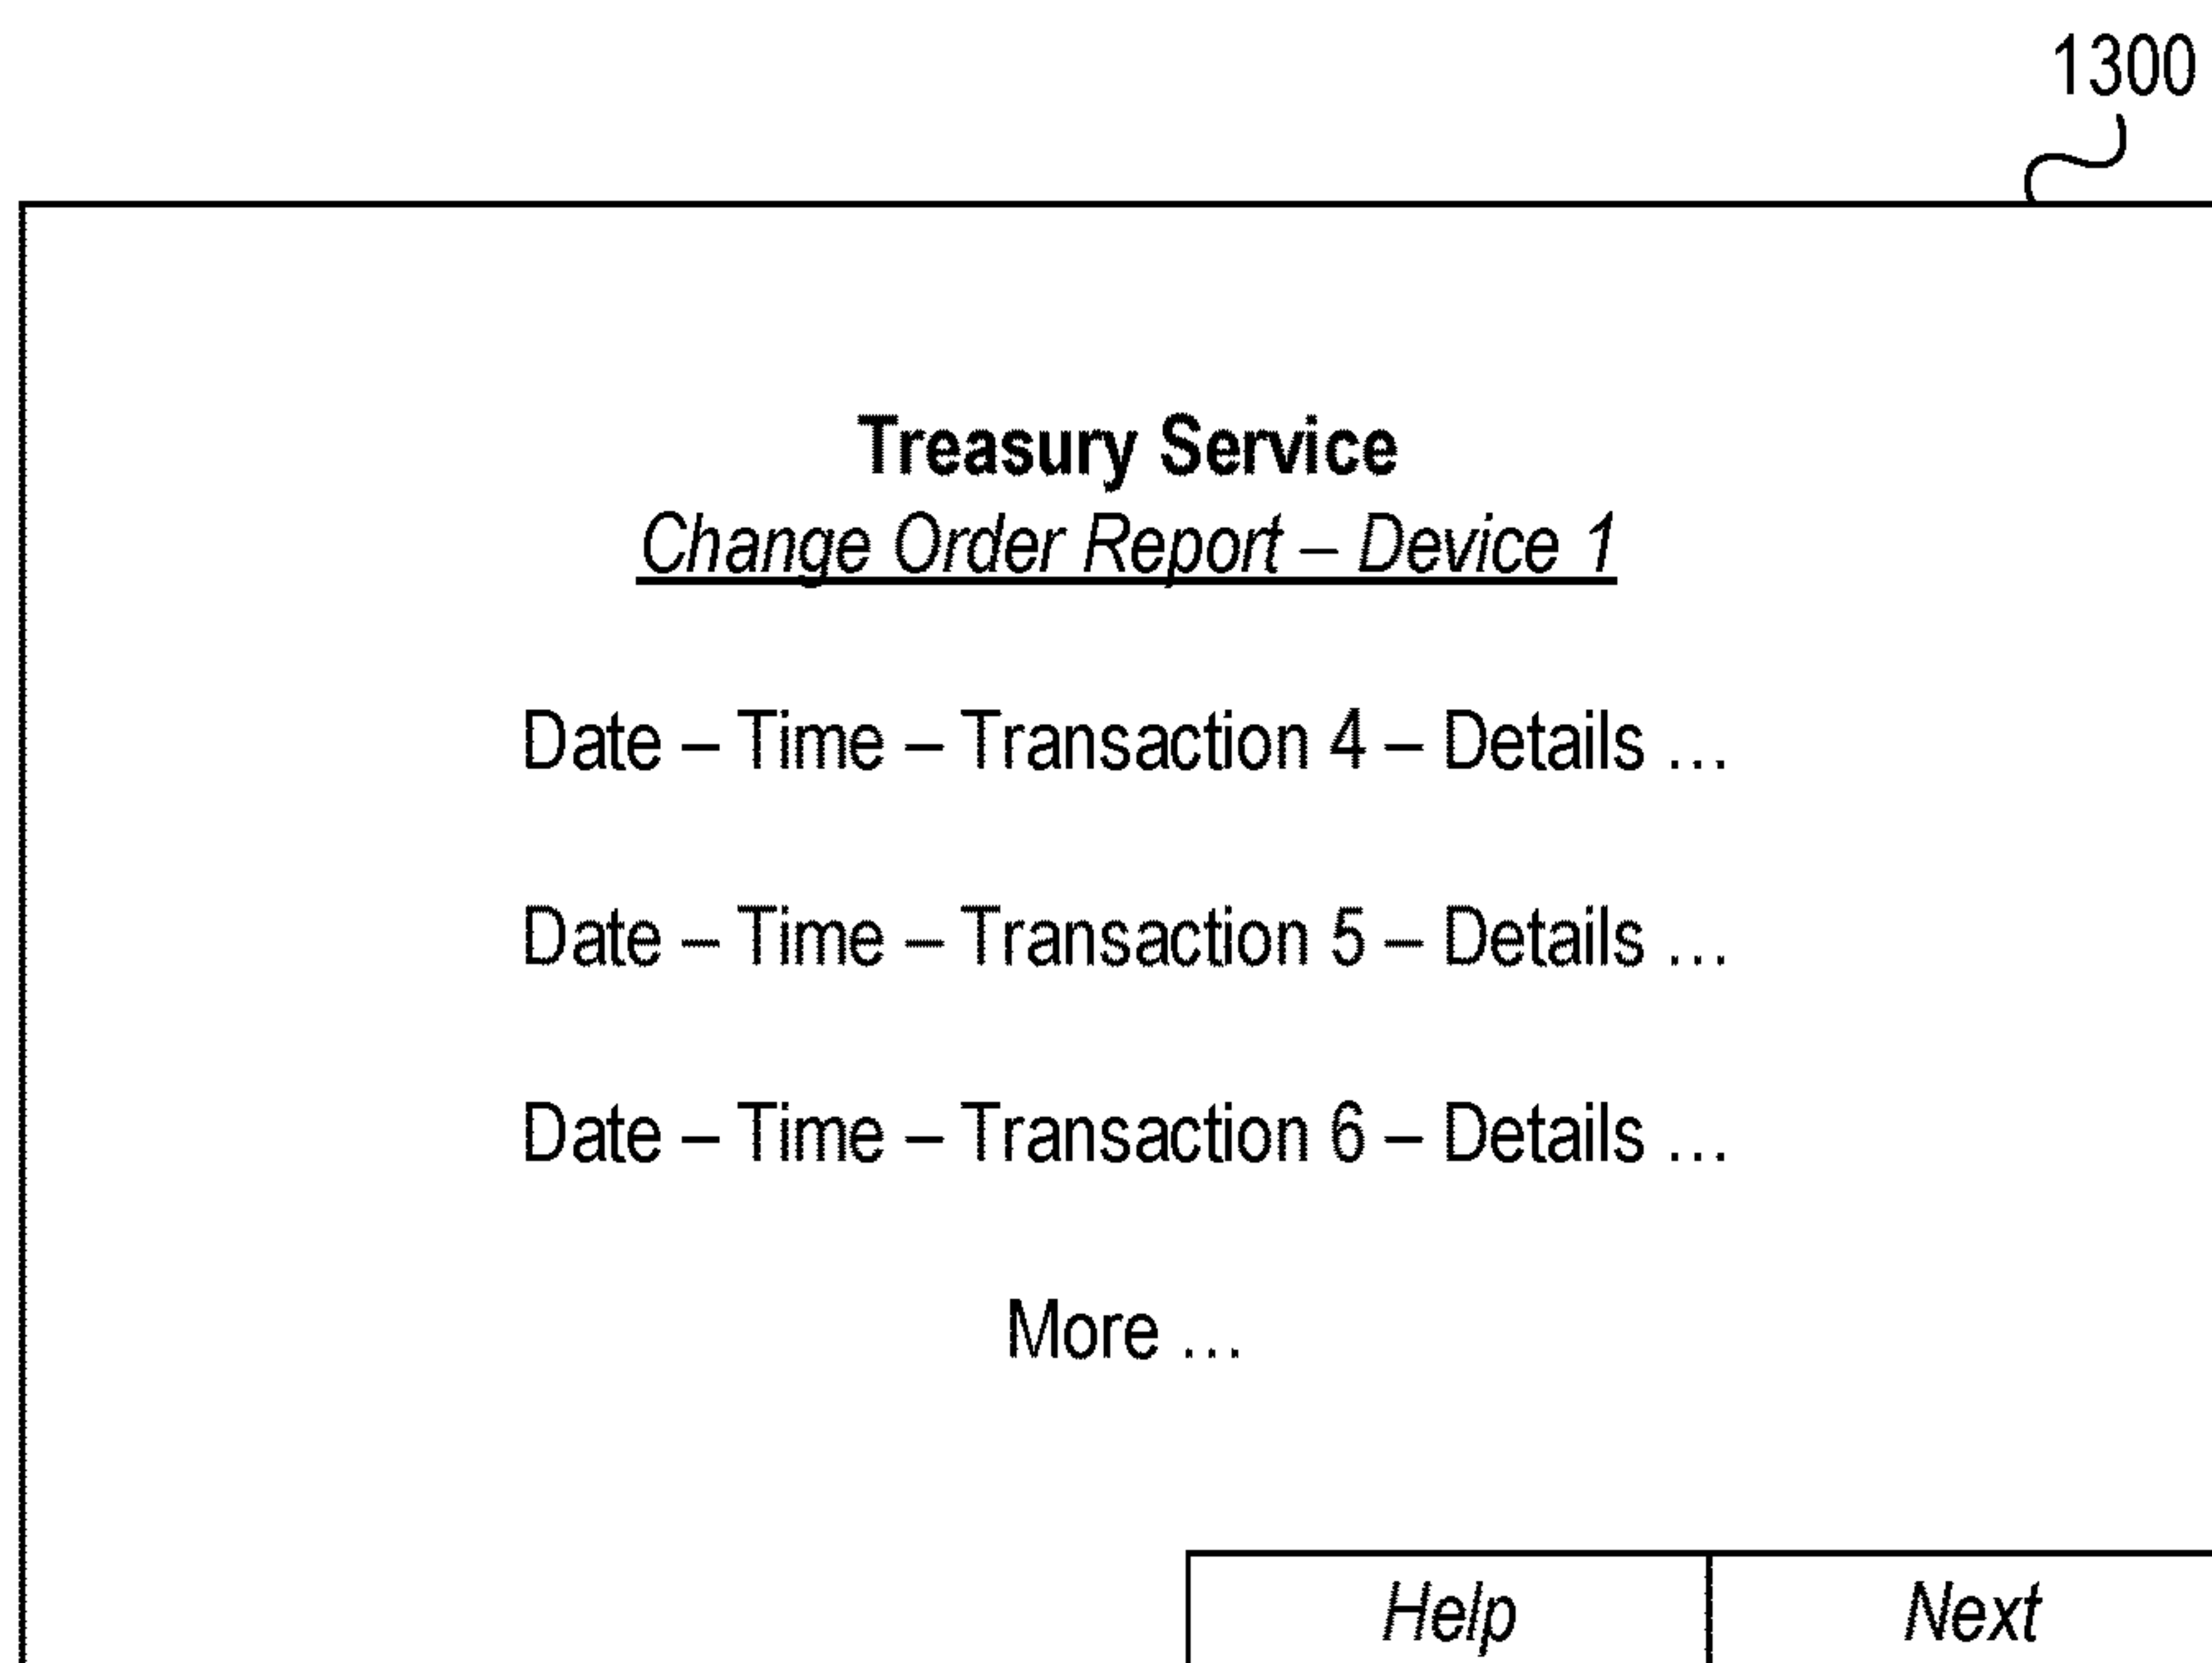 1300
Treasury Service
Change Order Report – Device 1
Date – Time – Transaction 4 – Details ...
Date – Time – Transaction 5 – Details ...
Date – Time – Transaction 6 – Details ...
More ...
Help Next